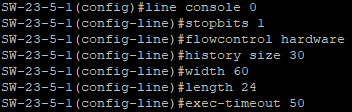 SW-23-5-1(config)#line console 0
SW-23-5-1(config-line)#stopbits 1
SW-23-5-1(config-line)#flowcontrol hardware
SW-23-5-1(config-line)#history size 30
SW-23-5-1(config-line)#width 60
SW-23-5-1(config-line)#length 24
SW-23-5-1(config-line)#exec-timeout 50